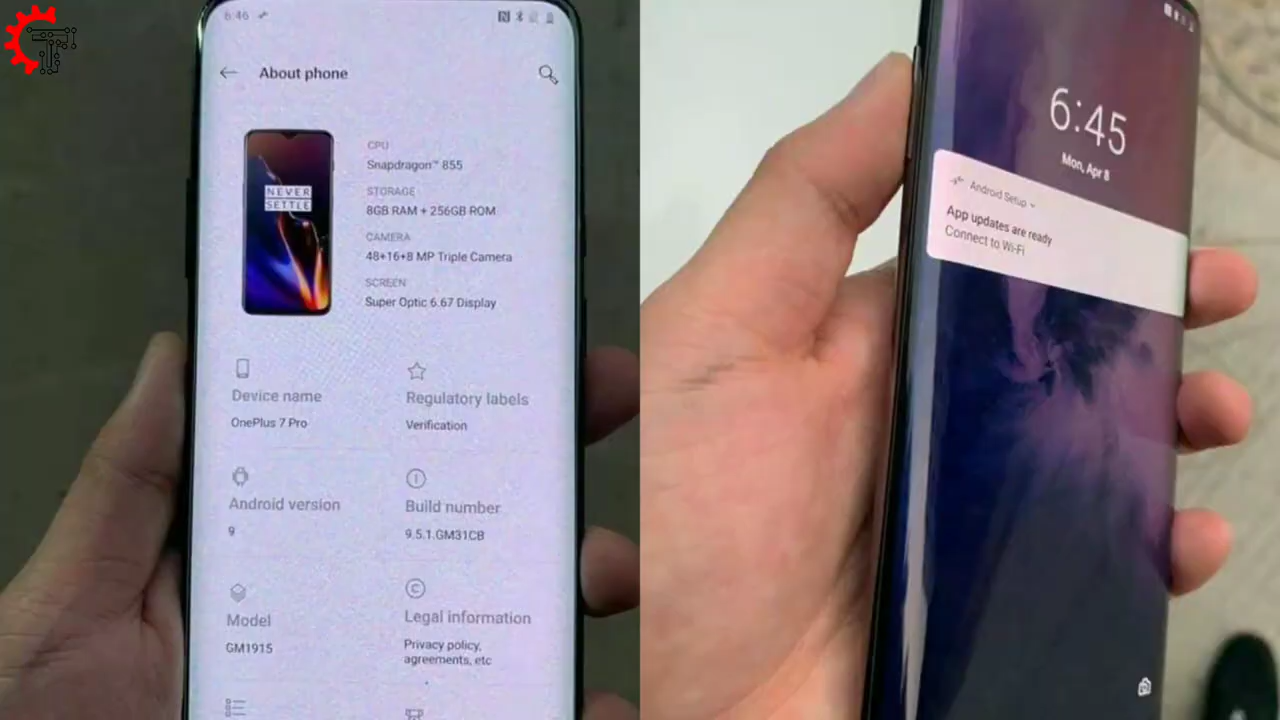 6:46
About phone
NEVER
SETTLE
CPU
Snapdragon™ 855
STORAGE
8GB RAM + 256GB ROM
CAMERA
48+16+8 MP Triple Camera
SCREEN
Super Optic 6.67 Display
Device name
OnePlus 7 Pro
Regulatory labels
Verification
Android version
9
Build number
9.5.1.GM31CB
Model
GM1915
Legal information
Privacy policy,
agreements, etc
6:45
Mon, Apr 8
Android Setup
App updates are ready
Connect to Wi-Fi